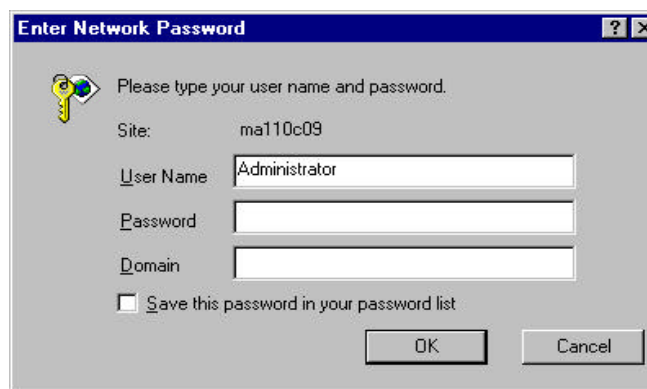 Enter Network Password
Please type your user name and password.
Site: ma110c09
User Name Administrator
Password
Domain
Save this password in your password list
OK Cancel